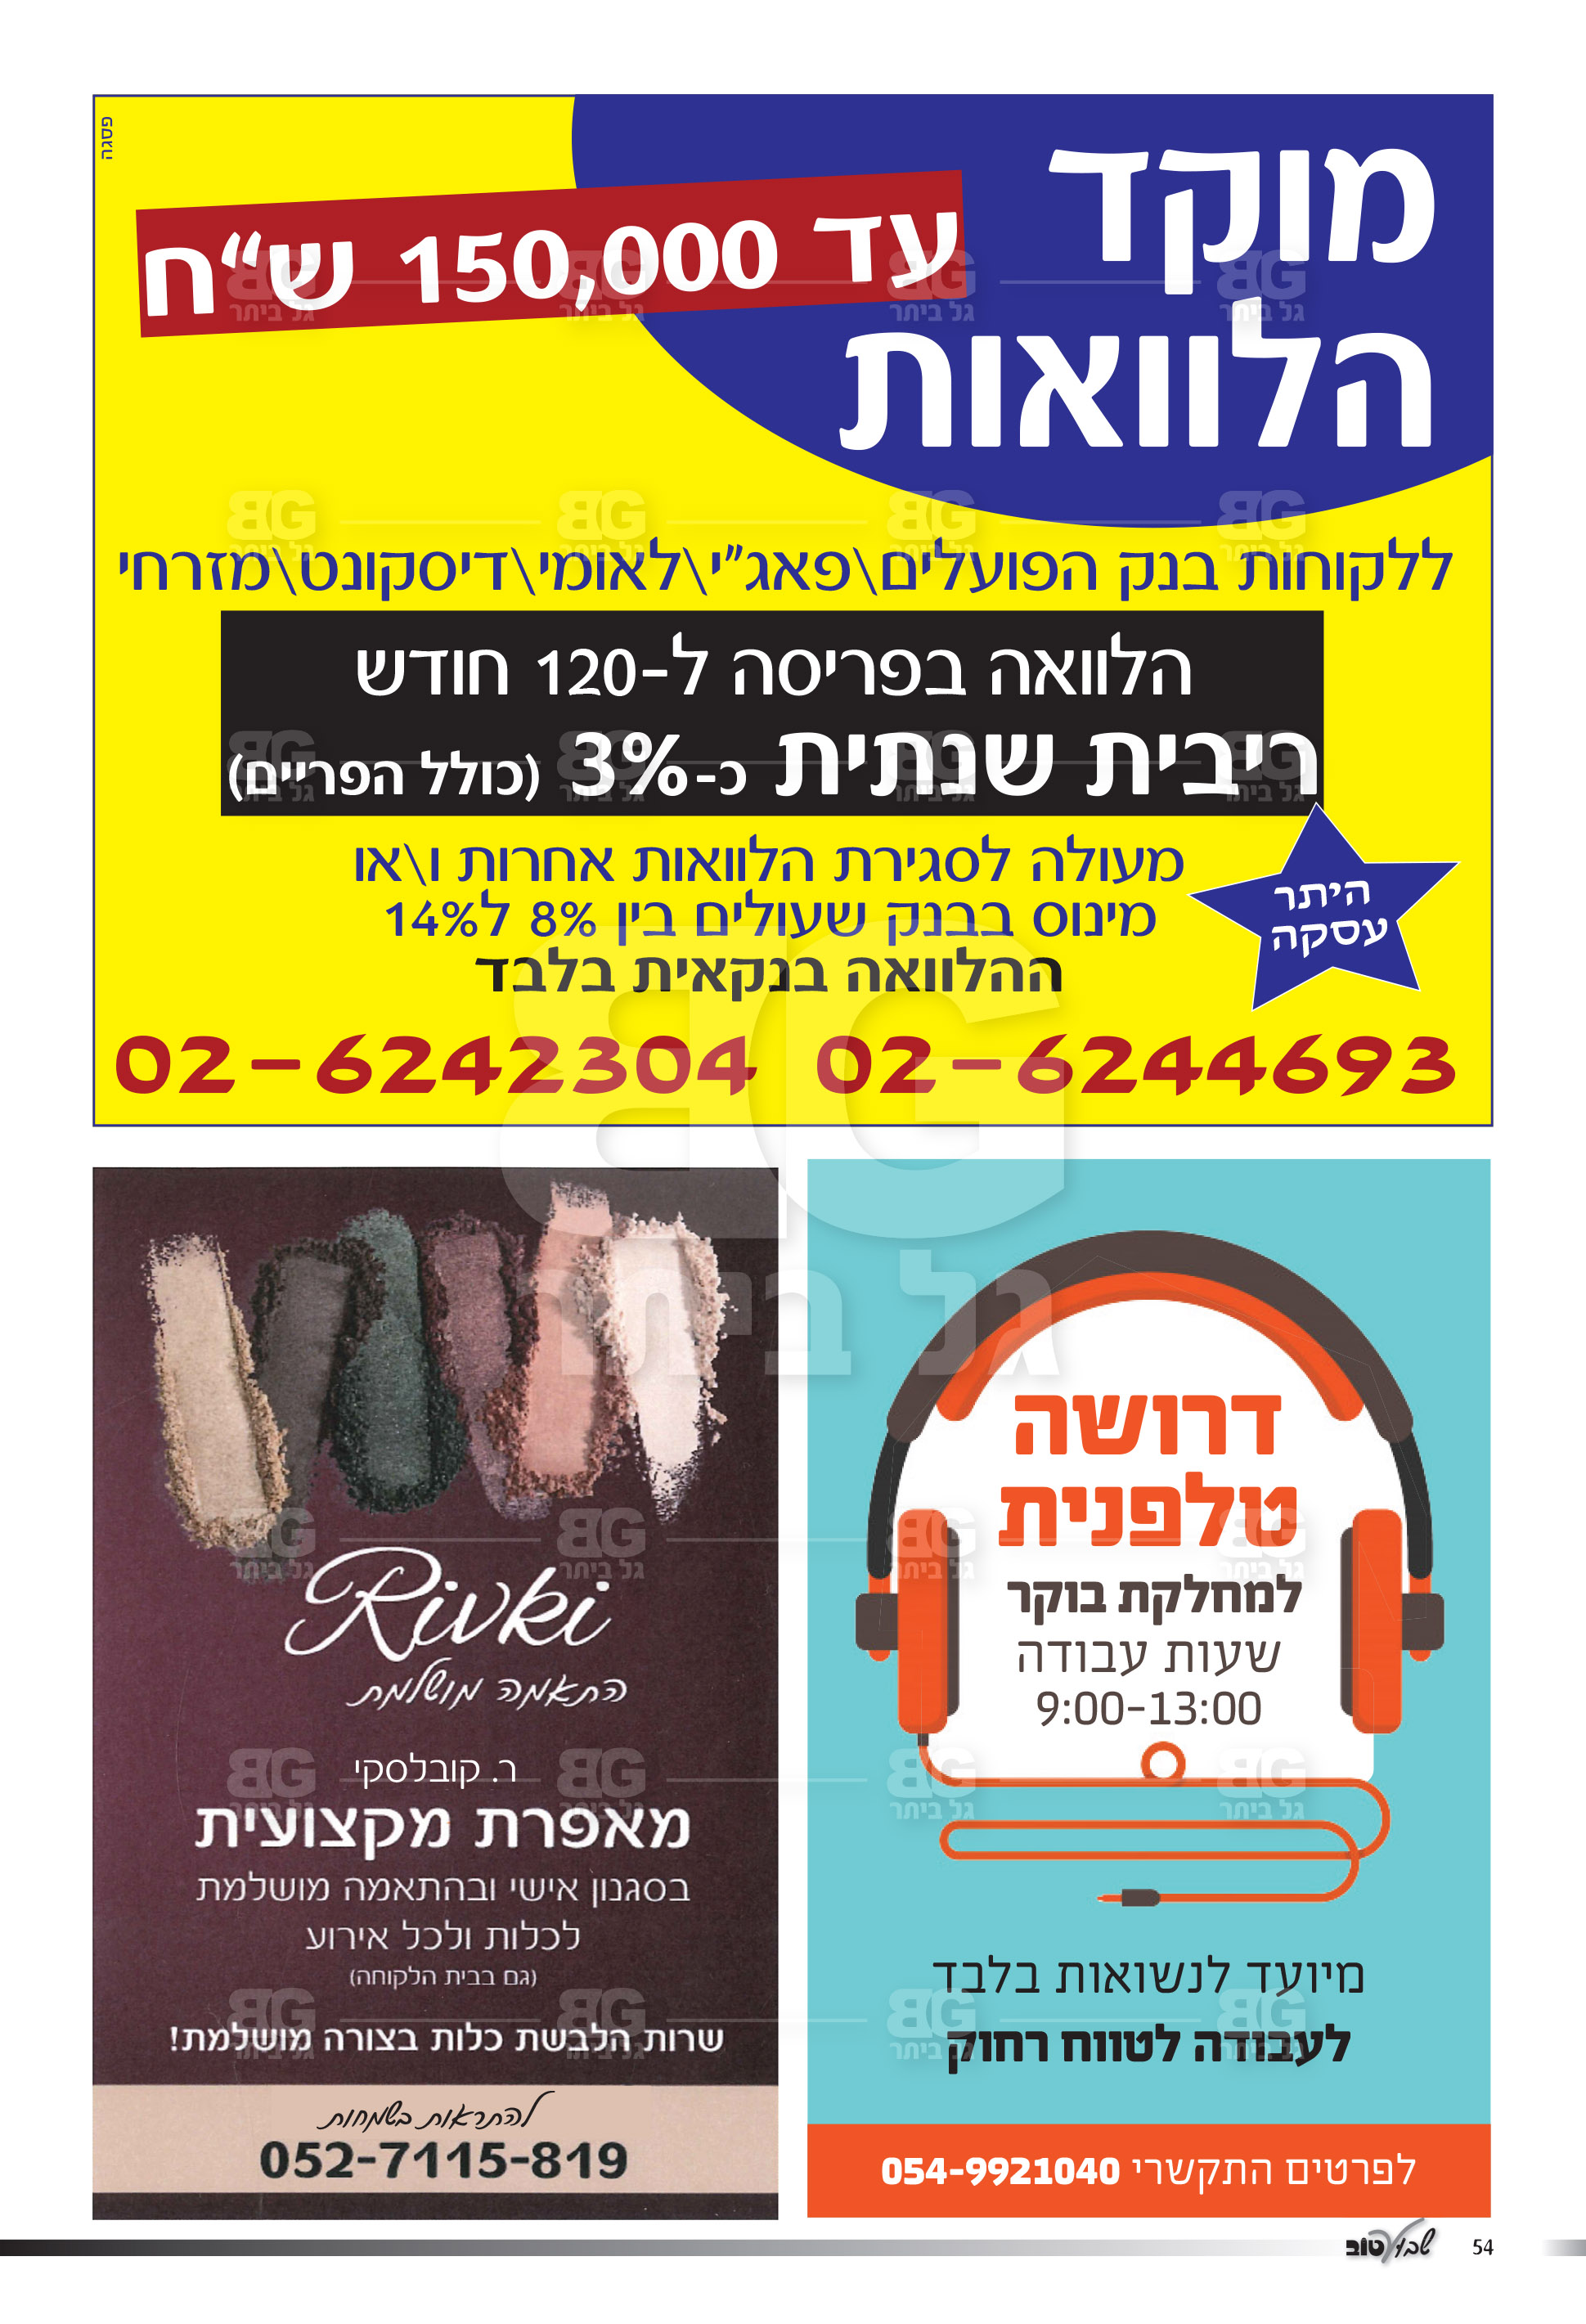 פסגה
מוקד
הלוואות
עד 150,000 ש"ח
ללקוחות בנק הפועלים\פאג"י\לאומי\דיסקונט\מזרחי
הלוואה בפריסה ל-120 חודש
ריבית שנתית כ-3% (כולל הפריים)
מעולה לסגירת הלוואות אחרות ו\או
מינוס בבנק שעולים בין 8% ל14%
ההלוואה בנקאית בלבד
היתר
עסקה
02-6242304 02-6244693
דרושה
טלפנית
למחלקת בוקר
שעות עבודה
9:00-13:00
מיועד לנשואות בלבד
לעבודה לטווח רחוק
לפרטים התקשרי 054-9921040
Rivki
התאמה מושלמת
ר. קובלסקי
מאפרת מקצועית
בסגנון אישי ובהתאמה מושלמת
לכלות ולכל אירוע
(גם בבית הלקוחה)
שרות הלבשת כלות בצורה מושלמת!
להתראות בשמחות
052-7115-819
BG
גל ביתר
שבוע טוב
54